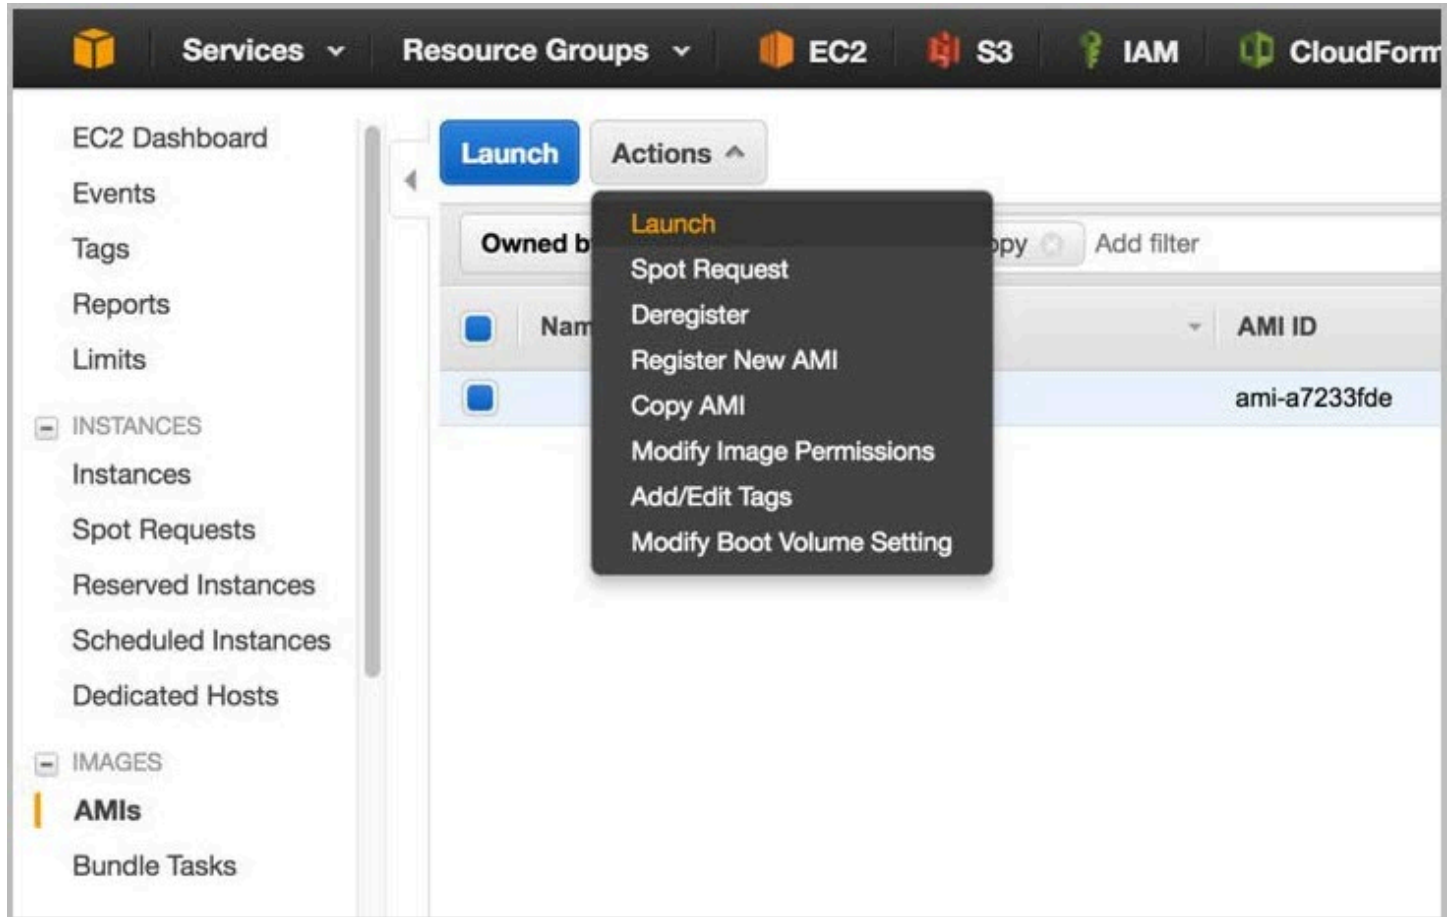 Services Resource Groups EC2 S3 IAM CloudForm
EC2 Dashboard
Events
Tags
Reports
Limits
INSTANCES
Instances
Spot Requests
Reserved Instances
Scheduled Instances
Dedicated Hosts
IMAGES
AMIs
Bundle Tasks
Launch Actions
Launch
Spot Request
Deregister
Register New AMI
Copy AMI
Modify Image Permissions
Add/Edit Tags
Modify Boot Volume Setting
Owned b opy Add filter
Nam AMI ID
ami-a7233fde